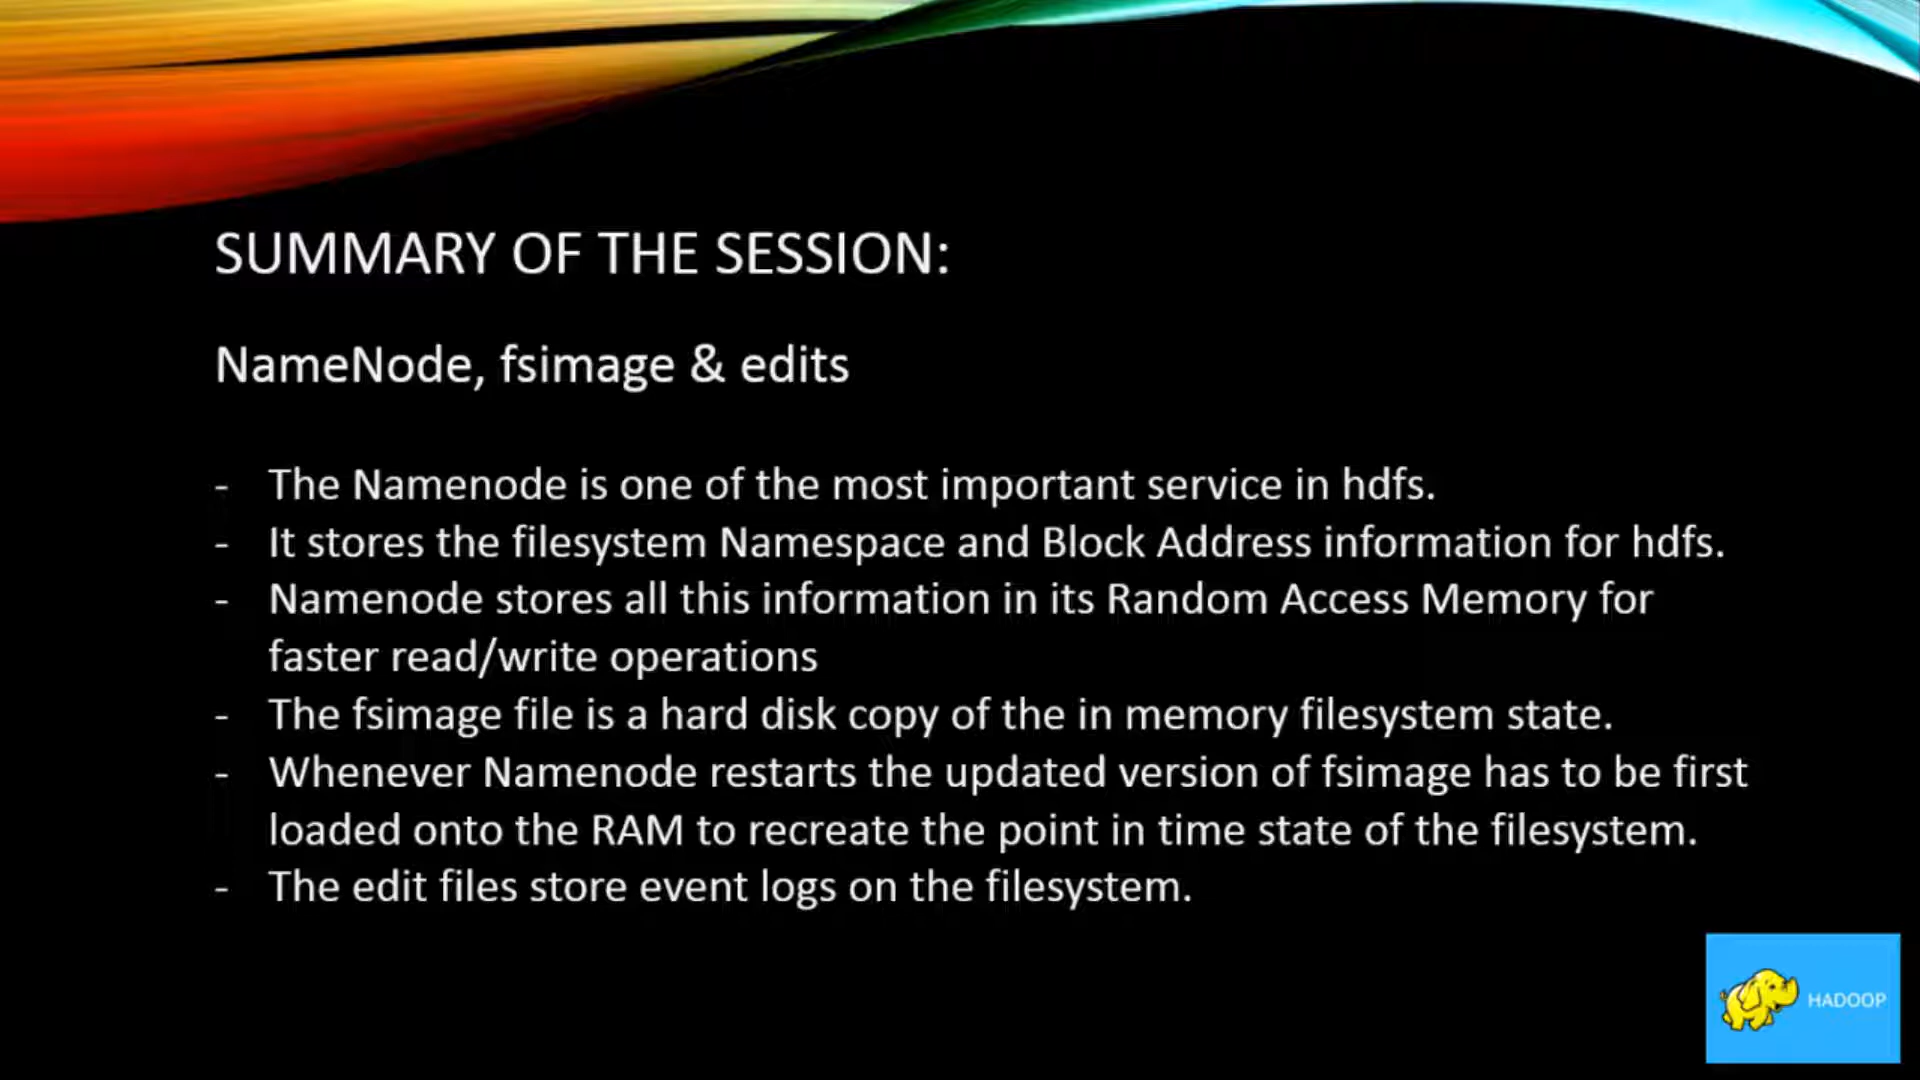 SUMMARY OF THE SESSION:
NameNode, fsimage & edits
- The Namenode is one of the most important service in hdfs.
- It stores the filesystem Namespace and Block Address information for hdfs.
- Namenode stores all this information in its Random Access Memory for
faster read/write operations
- The fsimage file is a hard disk copy of the in memory filesystem state.
- Whenever Namenode restarts the updated version of fsimage has to be first
loaded onto the RAM to recreate the point in time state of the filesystem.
- The edit files store event logs on the filesystem.
HADOOP